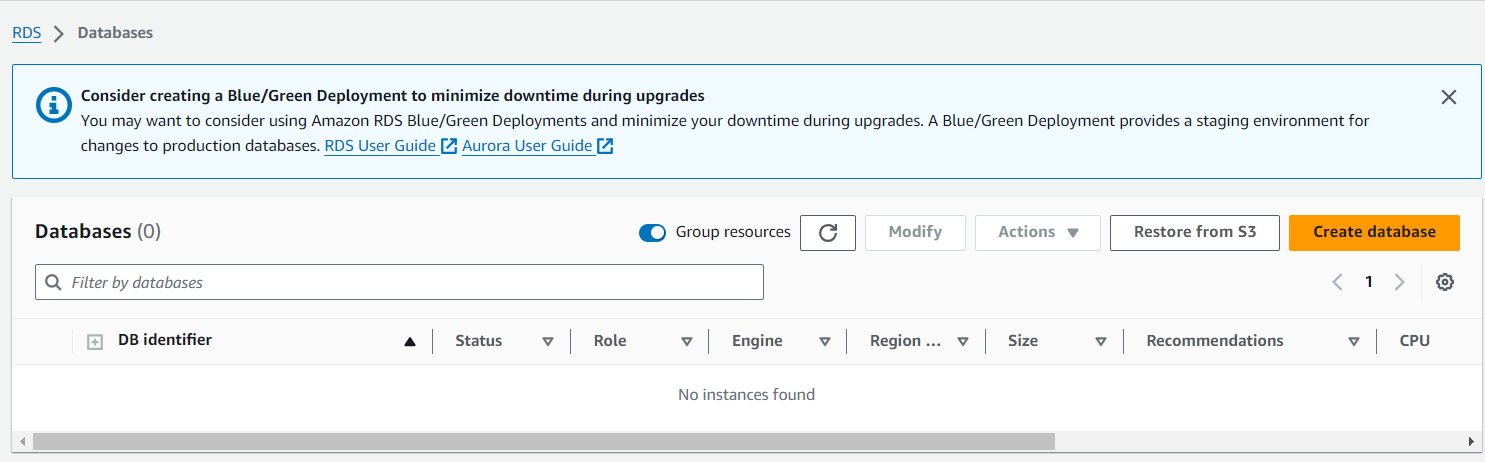 RDS > Databases
Consider creating a Blue/Green Deployment to minimize downtime during upgrades
You may want to consider using Amazon RDS Blue/Green Deployments and minimize your downtime during upgrades. A Blue/Green Deployment provides a staging environment for
changes to production databases. RDS User Guide Aurora User Guide
Databases (0) Group resources Modify Actions Restore from S3 Create database
Filter by databases 1
DB identifier Status Role Engine Region ... Size Recommendations CPU
No instances found